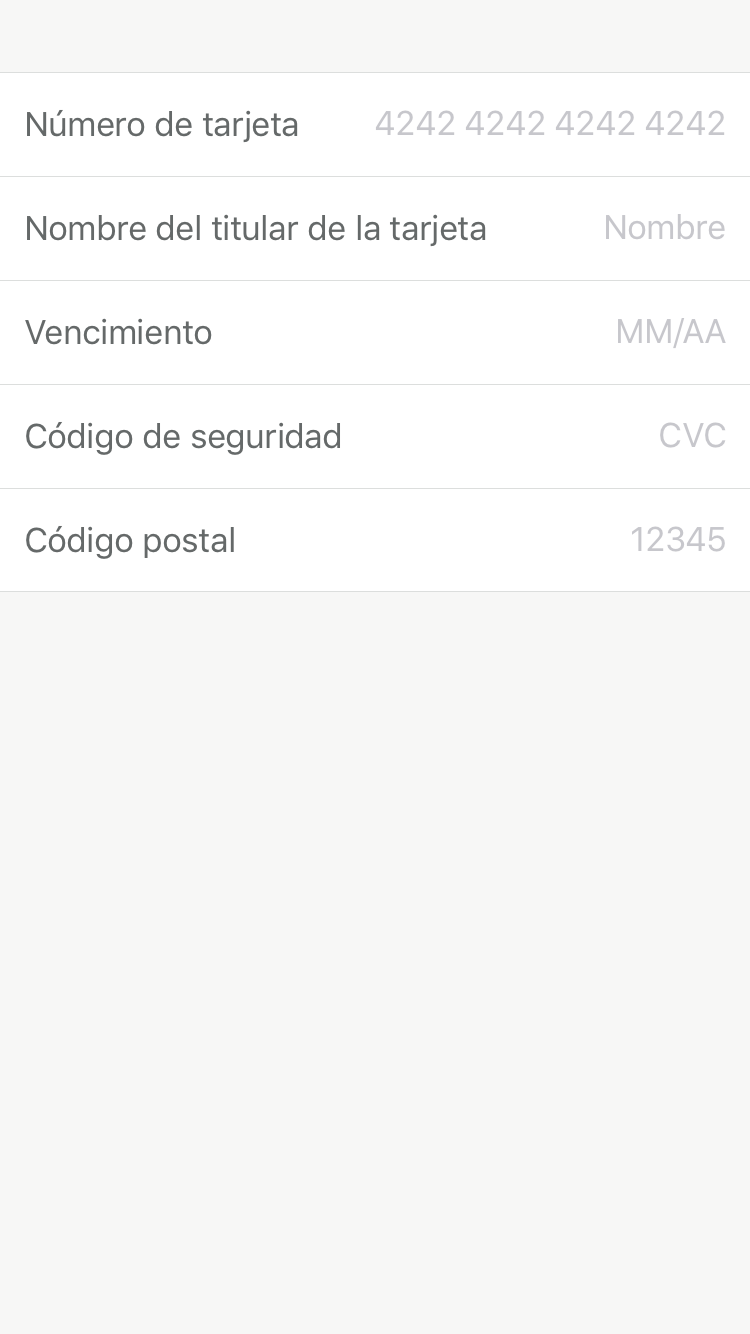 Número de tarjeta 4242 4242 4242 4242
Nombre del titular de la tarjeta Nombre
Vencimiento MM/AA
Código de seguridad CVC
Código postal 12345